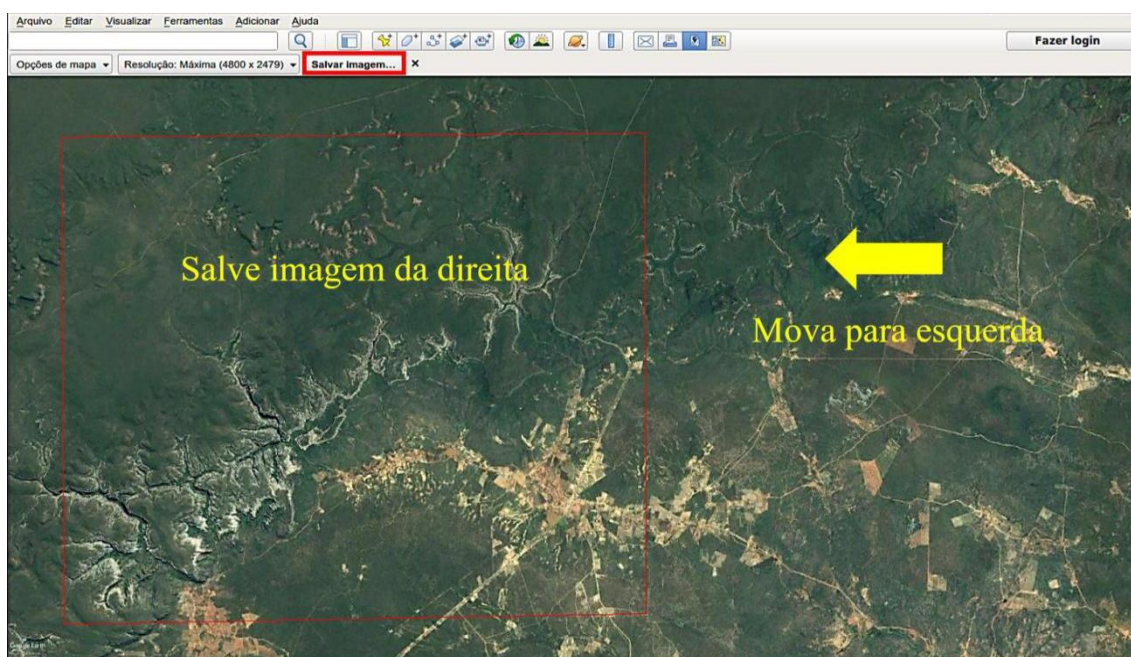 Arquivo Editar Visualizar Ferramentas Adicionar Ajuda
Fazer login
Opções de mapa Resolução: Máxima (4800 x 2479) Salvar imagem... ×
Salve imagem da direita
Mova para esquerda